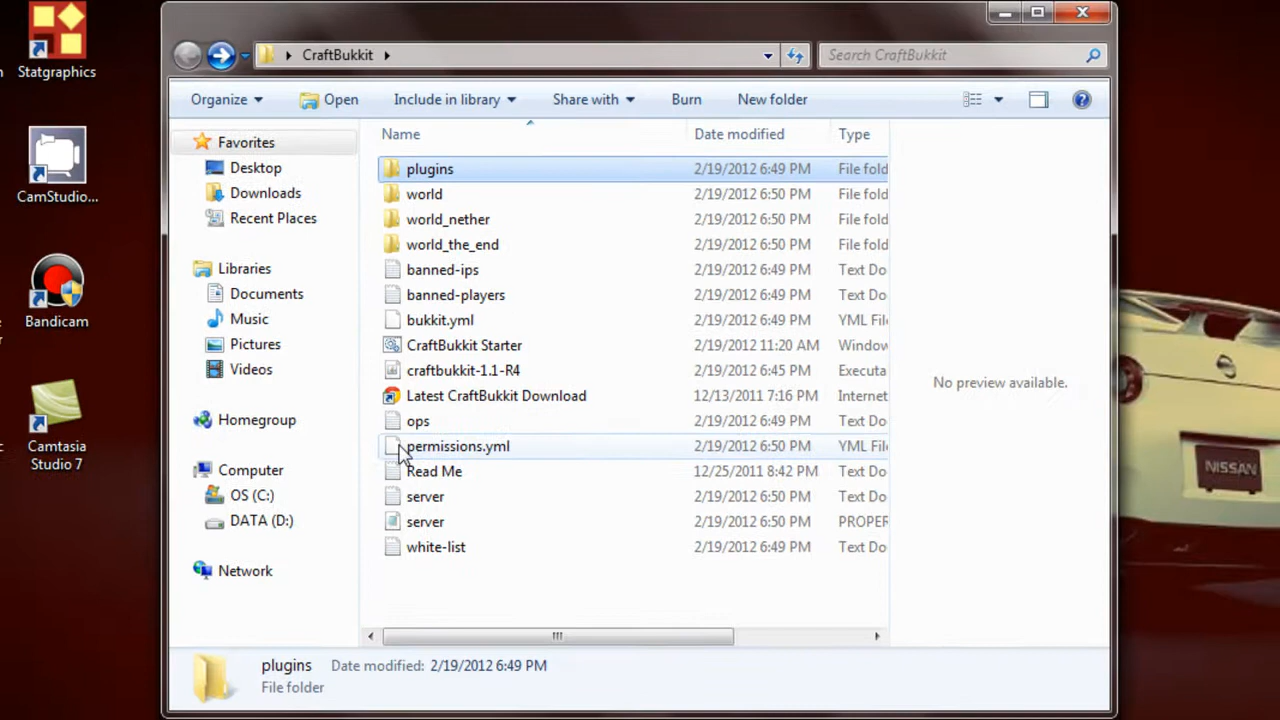 Statgraphics
CamStudio...
Bandicam
Camtasia
Studio 7
CraftBukkit
Search CraftBukkit
Organize Open Include in library Share with Burn New folder
Name Date modified Type
Favorites
Desktop
Downloads
Recent Places
Libraries
Documents
Music
Pictures
Videos
Homegroup
Computer
OS (C:)
DATA (D:)
Network
plugins 2/19/2012 6:49 PM File fold
world 2/19/2012 6:50 PM File fold
world_nether 2/19/2012 6:50 PM File fold
world_the_end 2/19/2012 6:50 PM File fold
banned-ips 2/19/2012 6:49 PM Text Do
banned-players 2/19/2012 6:49 PM Text Do
bukkit.yml 2/19/2012 6:49 PM YML File
CraftBukkit Starter 2/19/2012 11:20 AM Window
craftbukkit-1.1-R4 2/19/2012 6:45 PM Executa
Latest CraftBukkit Download 12/13/2011 7:16 PM Internet
ops 2/19/2012 6:49 PM Text Do
permissions.yml 2/19/2012 6:50 PM YML File
Read Me 12/25/2011 8:42 PM Text Do
server 2/19/2012 6:50 PM Text Do
server 2/19/2012 6:50 PM PROPER
white-list 2/19/2012 6:49 PM Text Do
No preview available.
NISSAN
plugins Date modified: 2/19/2012 6:49 PM
File folder